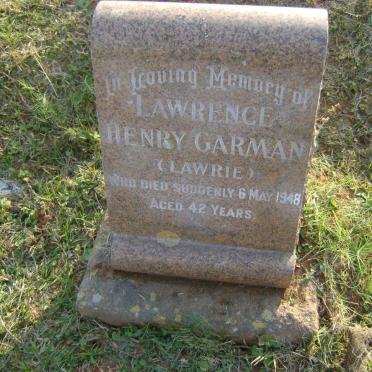 In Loving Memory of
LAWRENCE
HENRY GARMAN
(LAWRIE)
WHO DIED SUDDENLY 6 MAY 1948
AGED 42 YEARS.